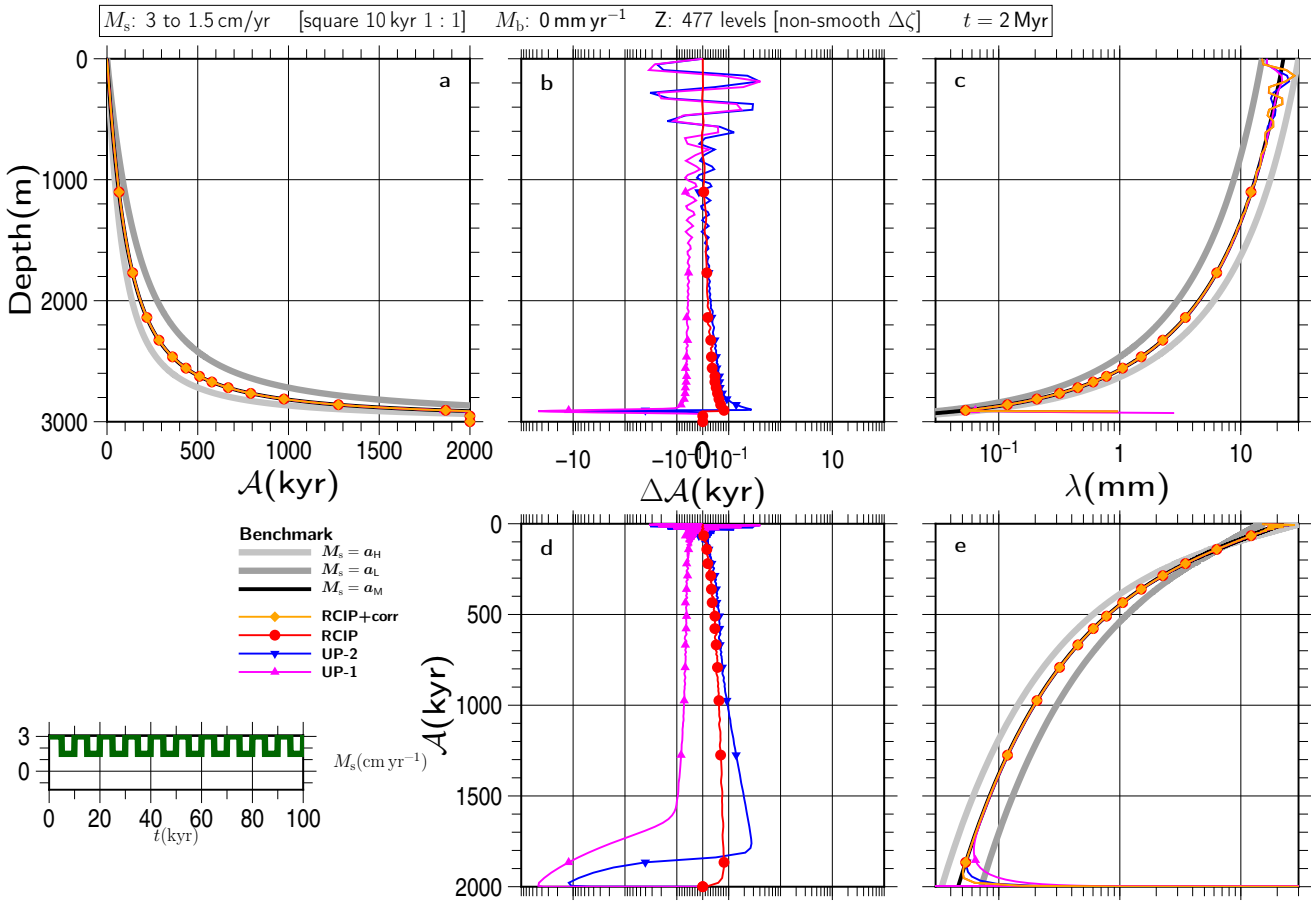 Mₛ: 3 to 1.5 cm/yr [square 10 kyr 1 : 1] M_b: 0 mm yr⁻¹ Z: 477 levels [non-smooth Δζ] t = 2 Myr
a
0
1000
2000
3000
Depth(m)
0 500 1000 1500 2000
𝒜(kyr)
b
−10 −10⁻¹ 0 10⁻¹ 10
Δ𝒜(kyr)
c
10⁻¹ 1 10
λ(mm)
Benchmark
Mₛ = a_H
Mₛ = a_L
Mₛ = a_M
RCIP+corr
RCIP
UP-2
UP-1
3
0
Mₛ(cm yr⁻¹)
0 20 40 60 80 100
t(kyr)
d
0
500
1000
1500
2000
𝒜(kyr)
e